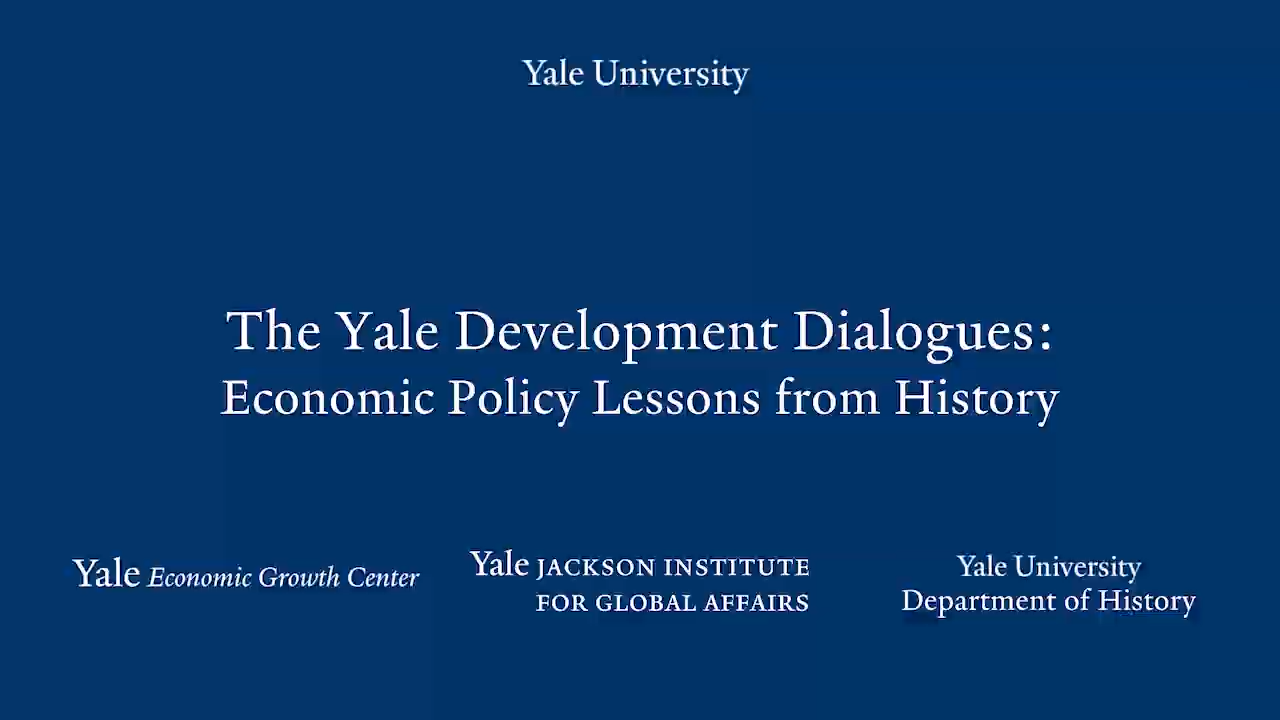 Yale University
The Yale Development Dialogues:
Economic Policy Lessons from History
Yale Economic Growth Center
Yale JACKSON INSTITUTE
FOR GLOBAL AFFAIRS
Yale University
Department of History